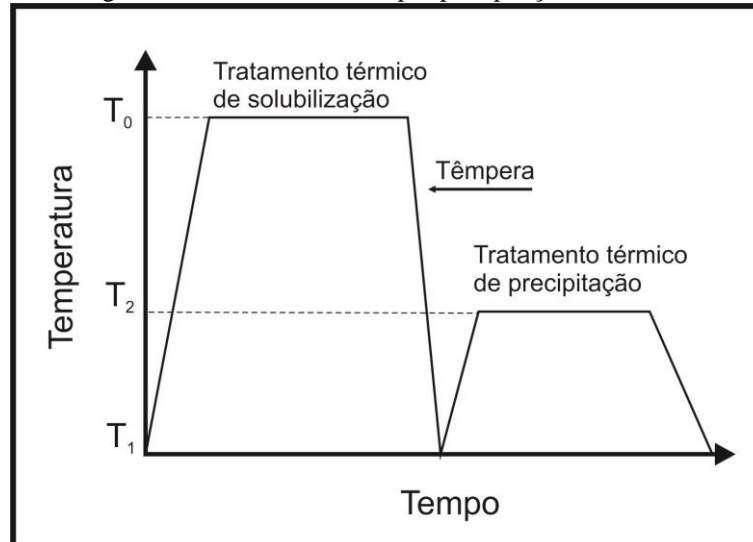 Tratamento térmico
de solubilização
T₀
Têmpera
Tratamento térmico
de precipitação
T₂
Temperatura
T₁
Tempo